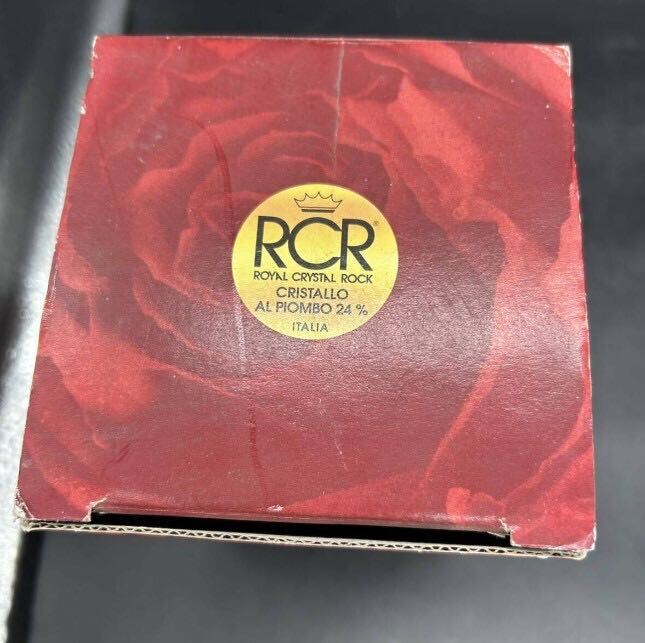 RCR®
ROYAL CRYSTAL ROCK
CRISTALLO
AL PIOMBO 24 %
ITALIA